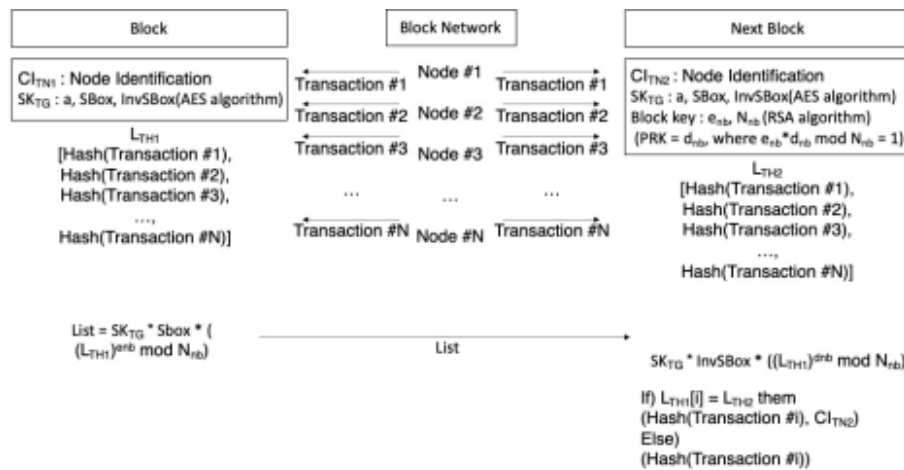 Block
Block Network
Next Block
CI_TN1 : Node Identification
SK_TG : a, SBox, InvSBox(AES algorithm)
L_TH1
[Hash(Transaction #1),
Hash(Transaction #2),
Hash(Transaction #3),
...,
Hash(Transaction #N)]
Transaction #1 Node #1 Transaction #1
Transaction #2 Node #2 Transaction #2
Transaction #3 Node #3 Transaction #3
... ... ...
Transaction #N Node #N Transaction #N
CI_TN2 : Node Identification
SK_TG : a, SBox, InvSBox(AES algorithm)
Block key : e_nb, N_nb (RSA algorithm)
(PRK = d_nb, where e_nb*d_nb mod N_nb = 1)
L_TH2
[Hash(Transaction #1),
Hash(Transaction #2),
Hash(Transaction #3),
...,
Hash(Transaction #N)]
List = SK_TG * Sbox * (
(L_TH1)^enb mod N_nb)
List
SK_TG * InvSBox * ((L_TH1)^dnb mod N_nb)
If) L_TH1[i] = L_TH2 them
(Hash(Transaction #i), CI_TN2)
Else)
(Hash(Transaction #i))